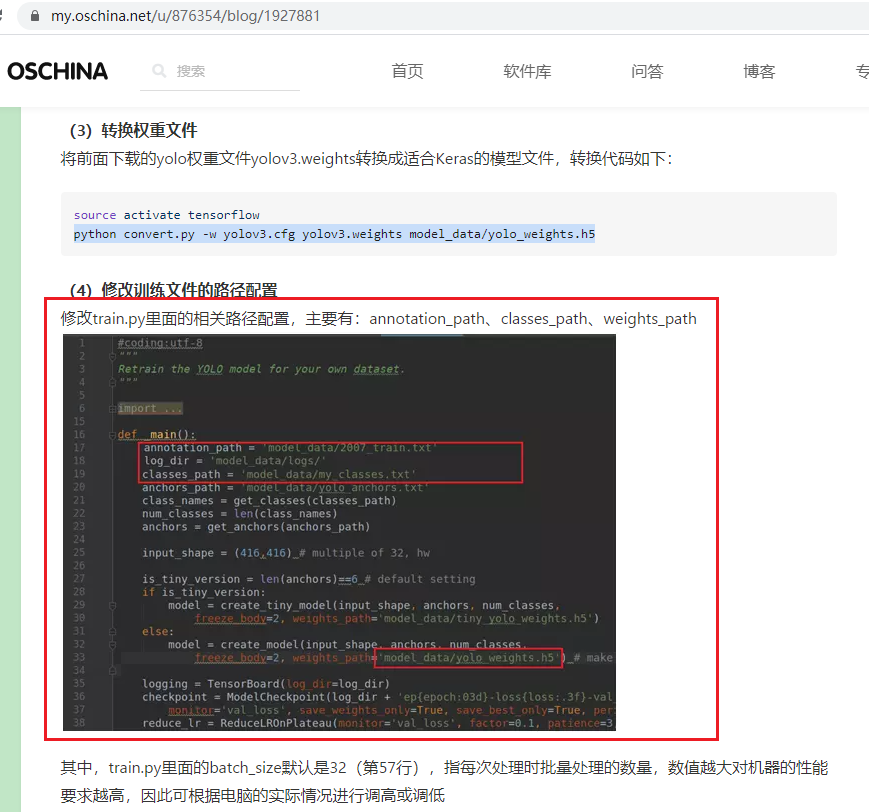 my.oschina.net/u/876354/blog/1927881
OSCHINA 搜索 首页 软件库 问答 博客 专
（3）转换权重文件
将前面下载的yolo权重文件yolov3.weights转换成适合Keras的模型文件，转换代码如下：
source activate tensorflow
python convert.py -w yolov3.cfg yolov3.weights model_data/yolo_weights.h5
（4）修改训练文件的路径配置
修改train.py里面的相关路径配置，主要有：annotation_path、classes_path、weights_path
1 #coding:utf-8
2 """
3 Retrain the YOLO model for your own dataset.
4 """
5
6 import ...
15
16 def _main():
17 annotation_path = 'model_data/2007_train.txt'
18 log_dir = 'model_data/logs/'
19 classes_path = 'model_data/my_classes.txt'
20 anchors_path = 'model_data/yolo_anchors.txt'
21 class_names = get_classes(classes_path)
22 num_classes = len(class_names)
23 anchors = get_anchors(anchors_path)
24
25 input_shape = (416,416) # multiple of 32, hw
26
27 is_tiny_version = len(anchors)==6 # default setting
28 if is_tiny_version:
29 model = create_tiny_model(input_shape, anchors, num_classes,
30 freeze_body=2, weights_path='model_data/tiny_yolo_weights.h5')
31 else:
32 model = create_model(input_shape, anchors, num_classes,
33 freeze_body=2, weights_path='model_data/yolo_weights.h5') # make
34
35 logging = TensorBoard(log_dir=log_dir)
36 checkpoint = ModelCheckpoint(log_dir + 'ep{epoch:03d}-loss{loss:.3f}-val
37 monitor='val_loss', save_weights_only=True, save_best_only=True, per
38 reduce_lr = ReduceLROnPlateau(monitor='val_loss', factor=0.1, patience=3
其中，train.py里面的batch_size默认是32（第57行），指每次处理时批量处理的数量，数值越大对机器的性能
要求越高，因此可根据电脑的实际情况进行调高或调低